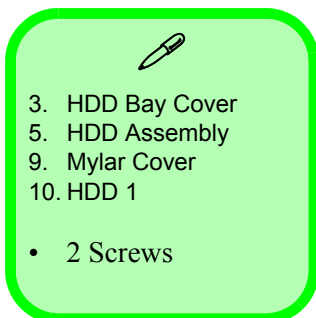 3. HDD Bay Cover
5. HDD Assembly
9. Mylar Cover
10. HDD 1
• 2 Screws